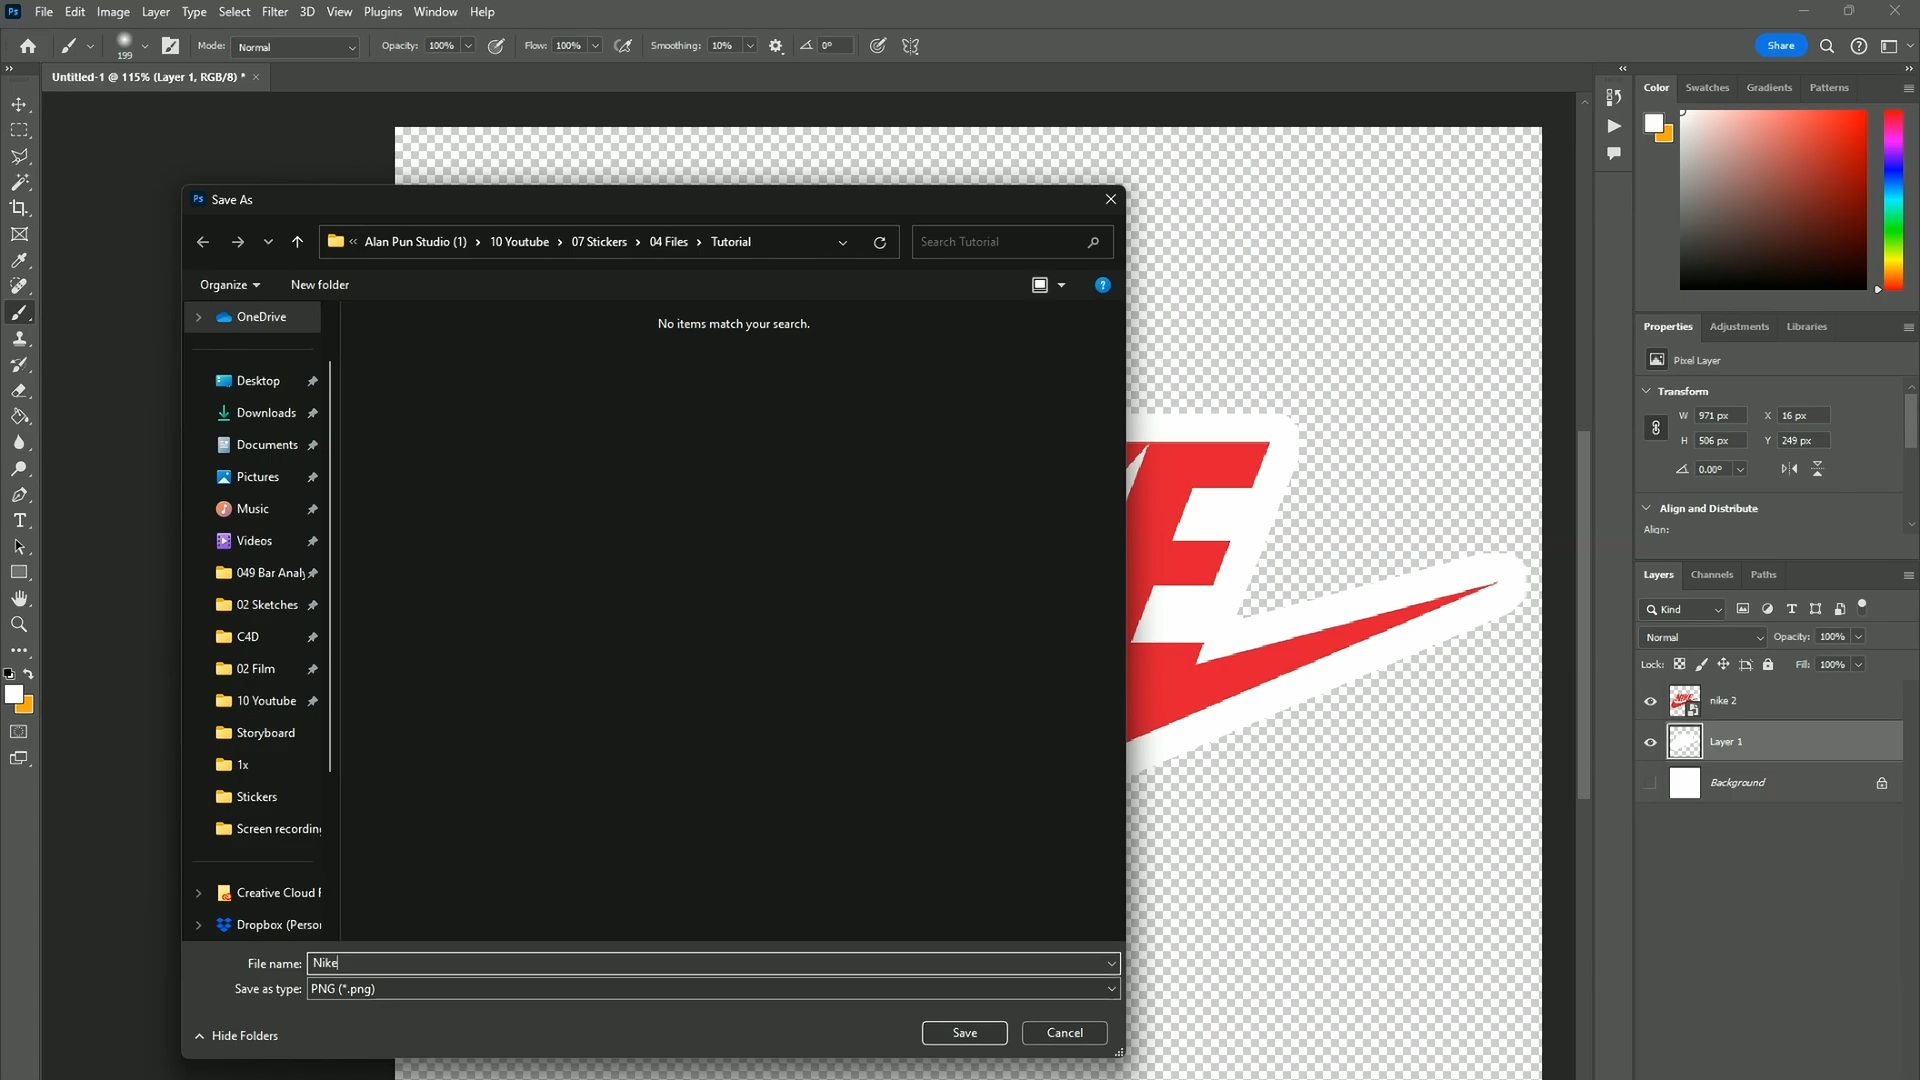 Ps File Edit Image Layer Type Select Filter 3D View Plugins Window Help
199 Mode: Normal Opacity: 100% Flow: 100% Smoothing: 10% 0° Share
Untitled-1 @ 115% (Layer 1, RGB/8) *
Color Swatches Gradients Patterns
Ps Save As
« Alan Pun Studio (1) › 10 Youtube › 07 Stickers › 04 Files › Tutorial
Search Tutorial
Organize New folder
OneDrive
No items match your search.
Desktop
Downloads
Documents
Pictures
Music
Videos
049 Bar Analy
02 Sketches
C4D
02 Film
10 Youtube
Storyboard
1x
Stickers
Screen recording
Creative Cloud F
Dropbox (Person
File name: Nike
Save as type: PNG (*.png)
Hide Folders
Save Cancel
E
Properties Adjustments Libraries
Pixel Layer
Transform
W 971 px X 16 px
H 506 px Y 249 px
0.00°
Align and Distribute
Align:
Layers Channels Paths
Kind
Normal Opacity: 100%
Lock: Fill: 100%
NIKE
nike 2
Layer 1
Background